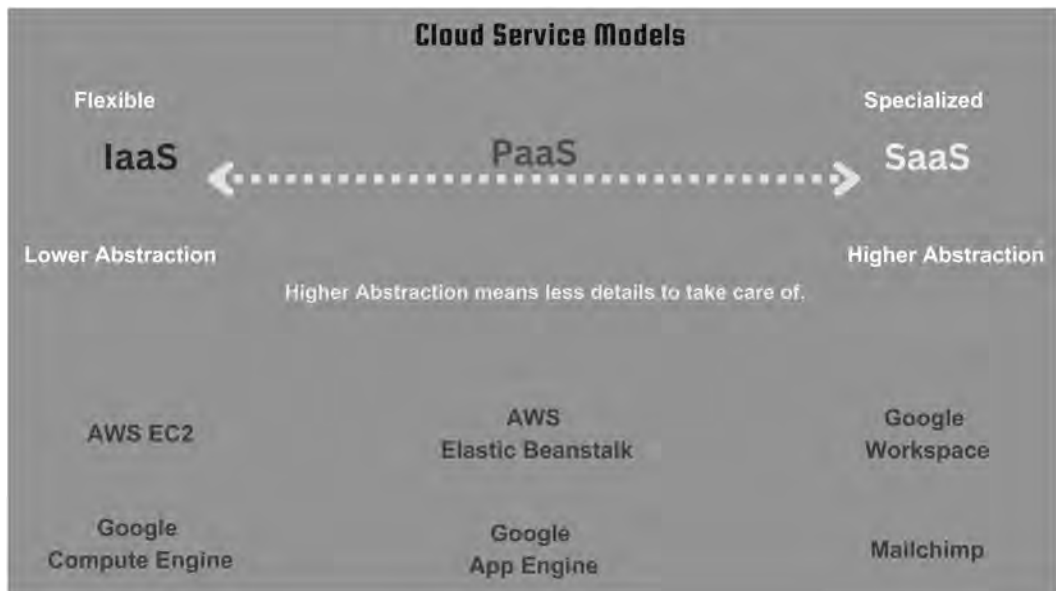 Cloud Service Models
Flexible
Specialized
IaaS
PaaS
SaaS
Lower Abstraction
Higher Abstraction
Higher Abstraction means less details to take care of.
AWS EC2
AWS
Elastic Beanstalk
Google
Workspace
Google
Compute Engine
Google
App Engine
Mailchimp